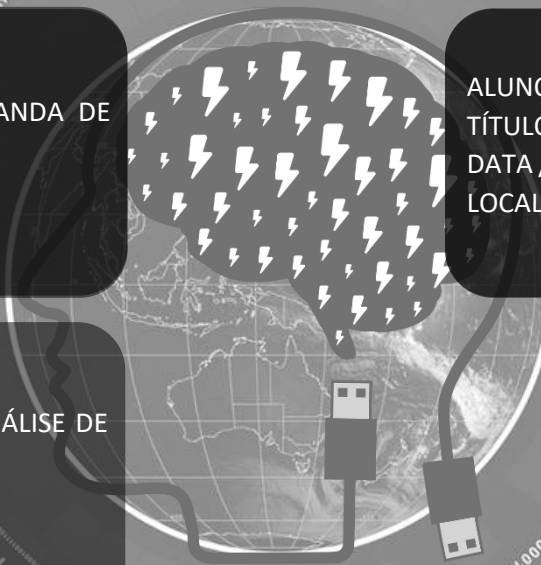 ANDA DE
ÁLISE DE
ALUNO
TÍTULO
DATA /
LOCAL